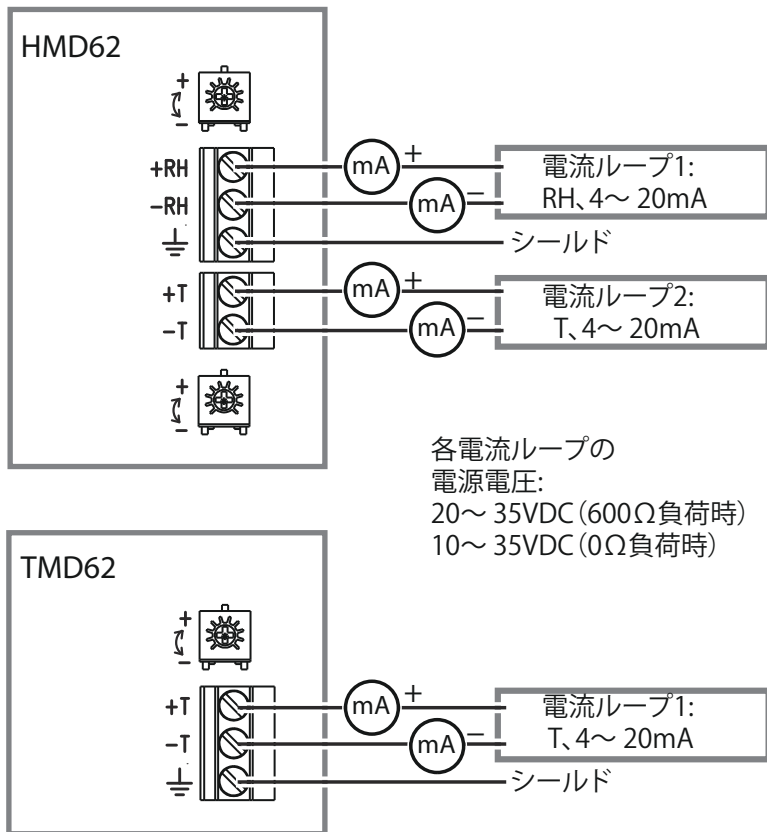 HMD62
+
−
+RH
−RH
mA
+
mA
−
電流ループ1:
RH、4～ 20mA
シールド
+T
−T
mA
+
mA
−
電流ループ2:
T、4～ 20mA
+
−
各電流ループの
電源電圧:
20～ 35VDC（600Ω負荷時）
10～ 35VDC（0Ω負荷時）
TMD62
+
−
+T
−T
mA
+
mA
−
電流ループ1:
T、4～ 20mA
シールド